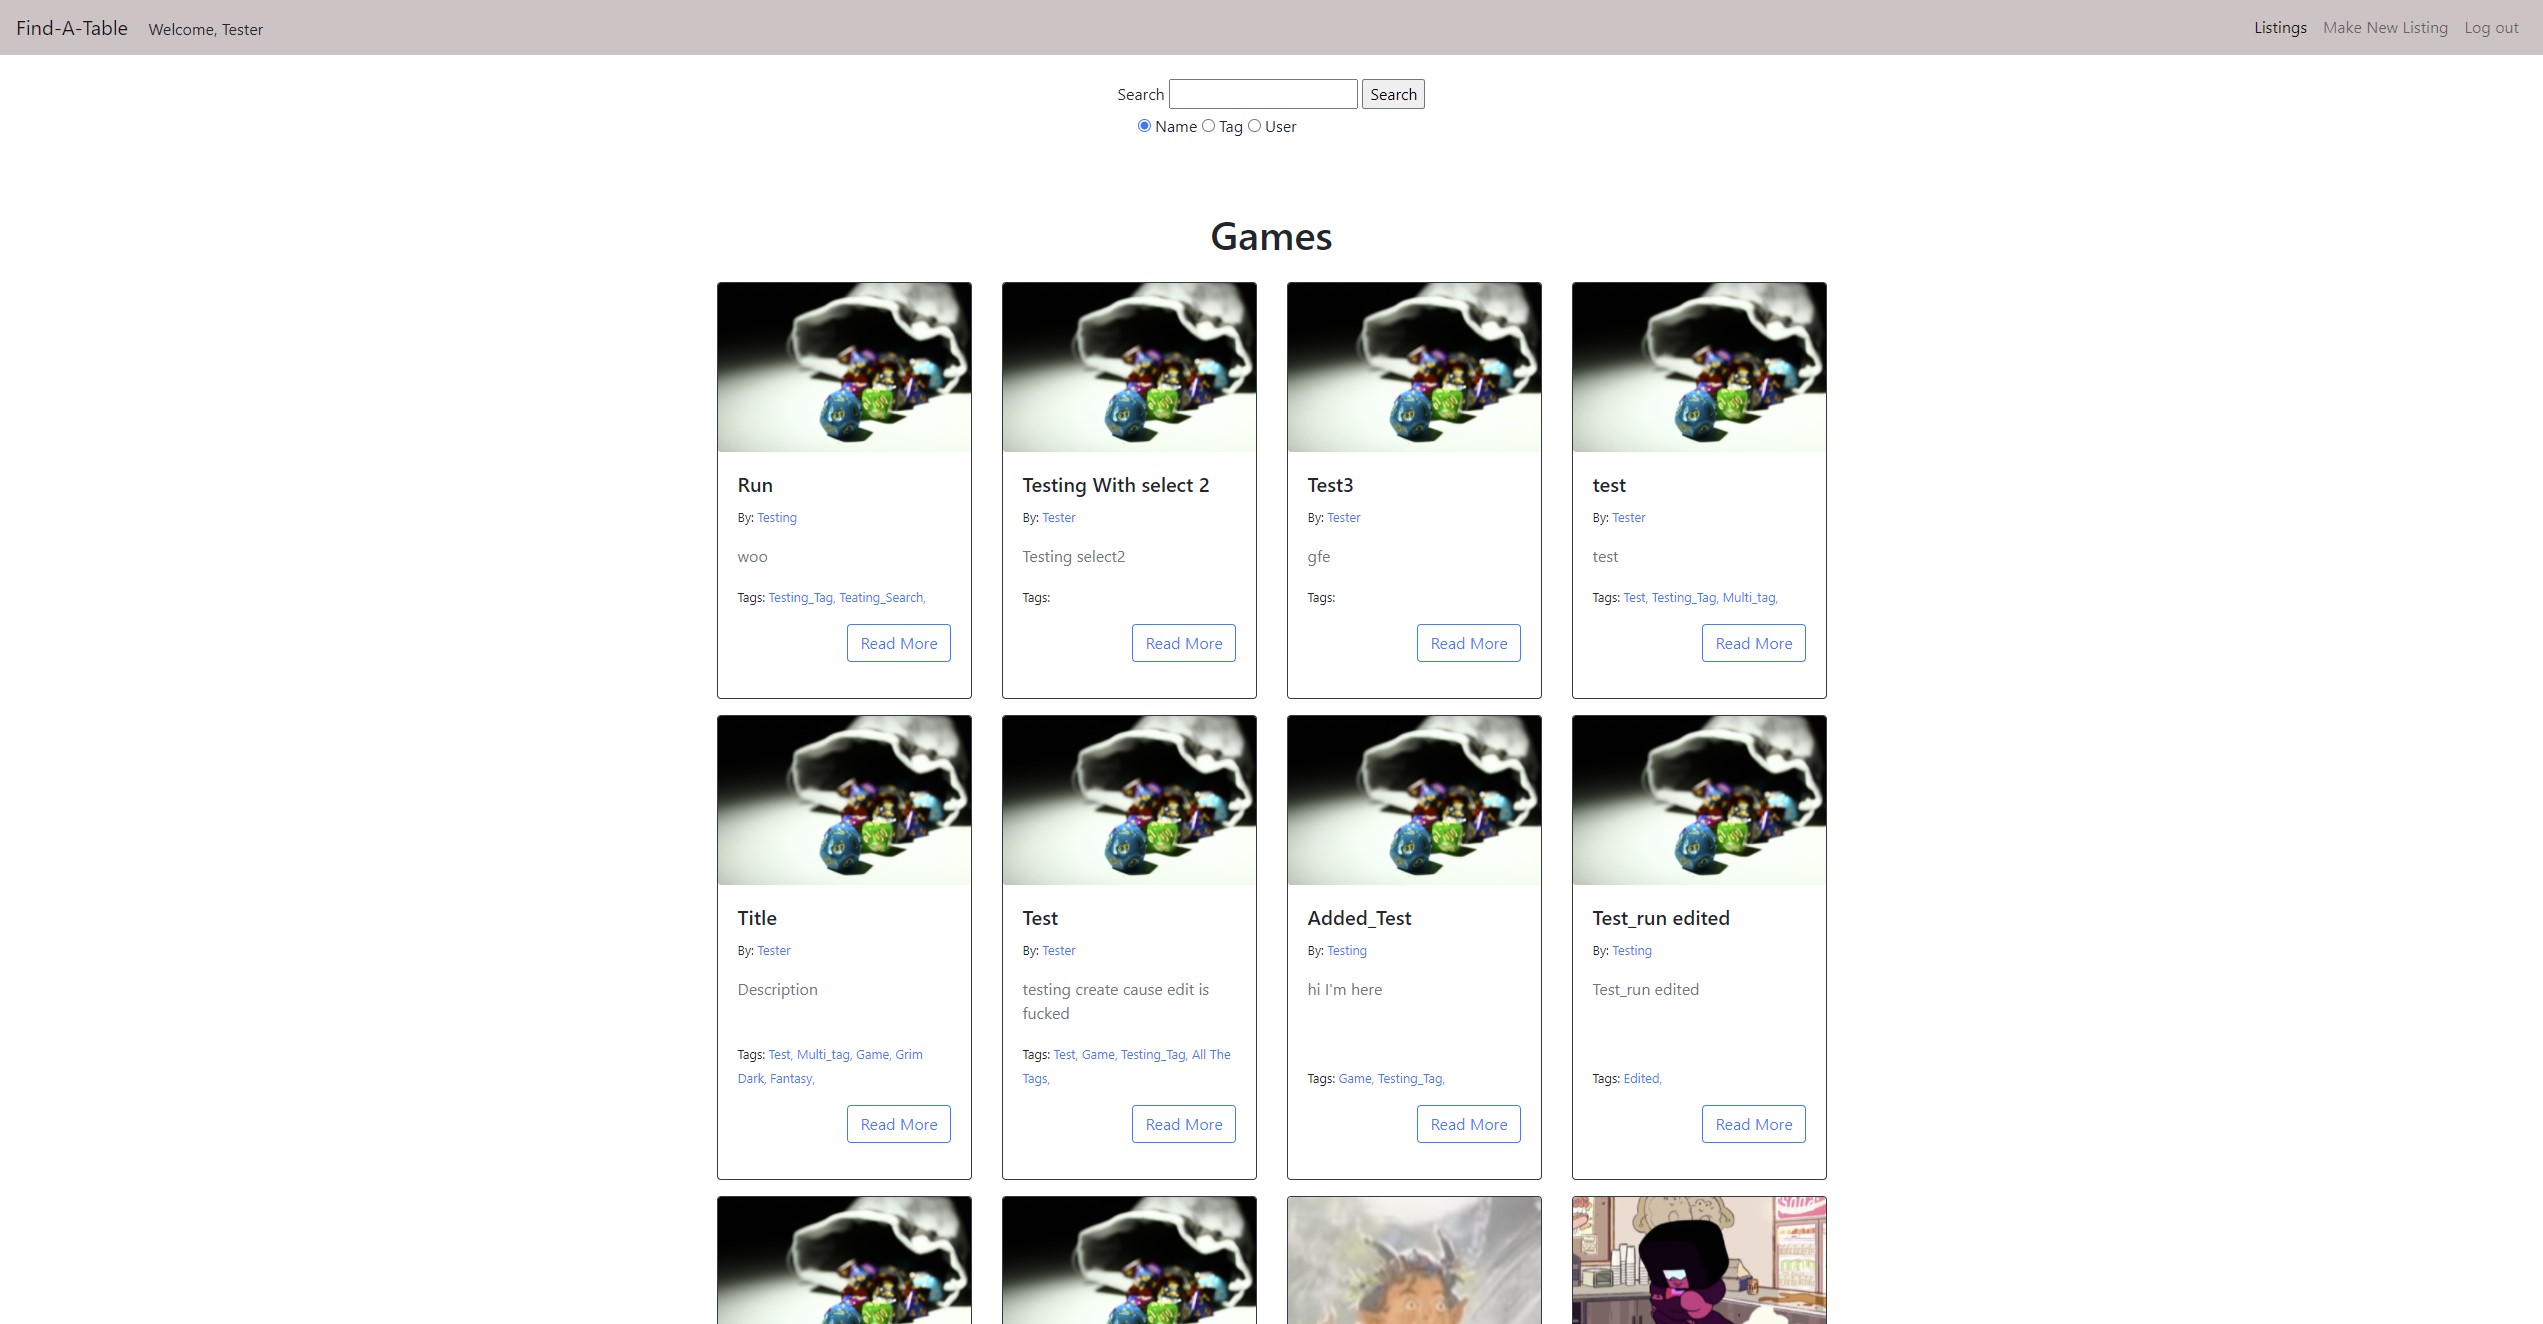 Find-A-Table Welcome, Tester Listings Make New Listing Log out
Search Search
Name Tag User
Games
Run
By: Testing
woo
Tags: Testing_Tag, Teating_Search,
Read More
Testing With select 2
By: Tester
Testing select2
Tags:
Read More
Test3
By: Tester
gfe
Tags:
Read More
test
By: Tester
test
Tags: Test, Testing_Tag, Multi_tag,
Read More
Title
By: Tester
Description
Tags: Test, Multi_tag, Game, Grim
Dark, Fantasy,
Read More
Test
By: Tester
testing create cause edit is
fucked
Tags: Test, Game, Testing_Tag, All The
Tags,
Read More
Added_Test
By: Testing
hi I'm here
Tags: Game, Testing_Tag,
Read More
Test_run edited
By: Testing
Test_run edited
Tags: Edited,
Read More